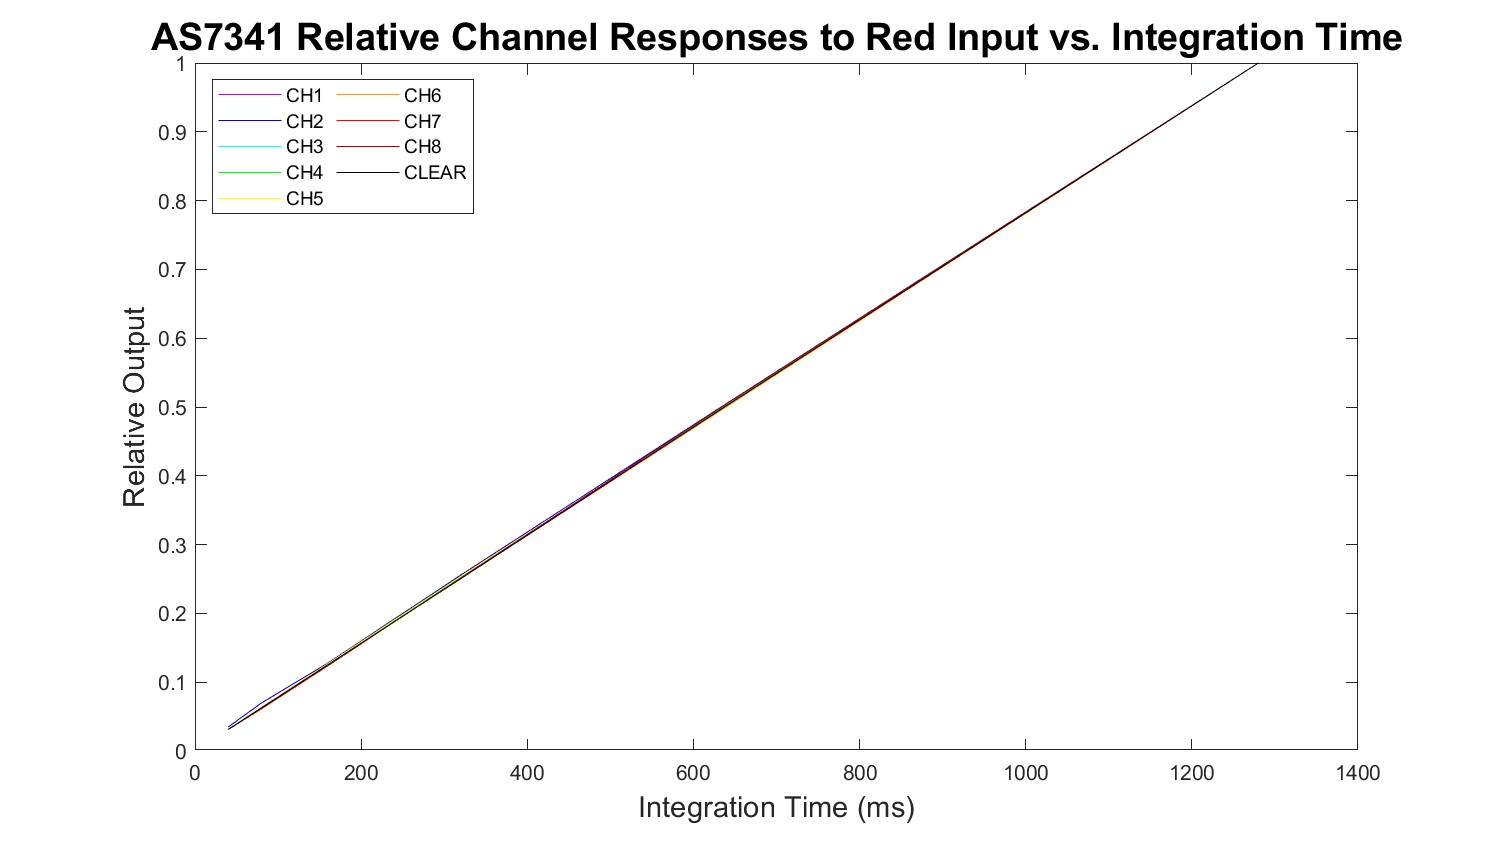 AS7341 Relative Channel Responses to Red Input vs. Integration Time
1
CH1 CH6
CH2 CH7
CH3 CH8
CH4 CLEAR
CH5
0.9
0.8
0.7
0.6
0.5
0.4
0.3
0.2
0.1
0
Relative Output
0 200 400 600 800 1000 1200 1400
Integration Time (ms)